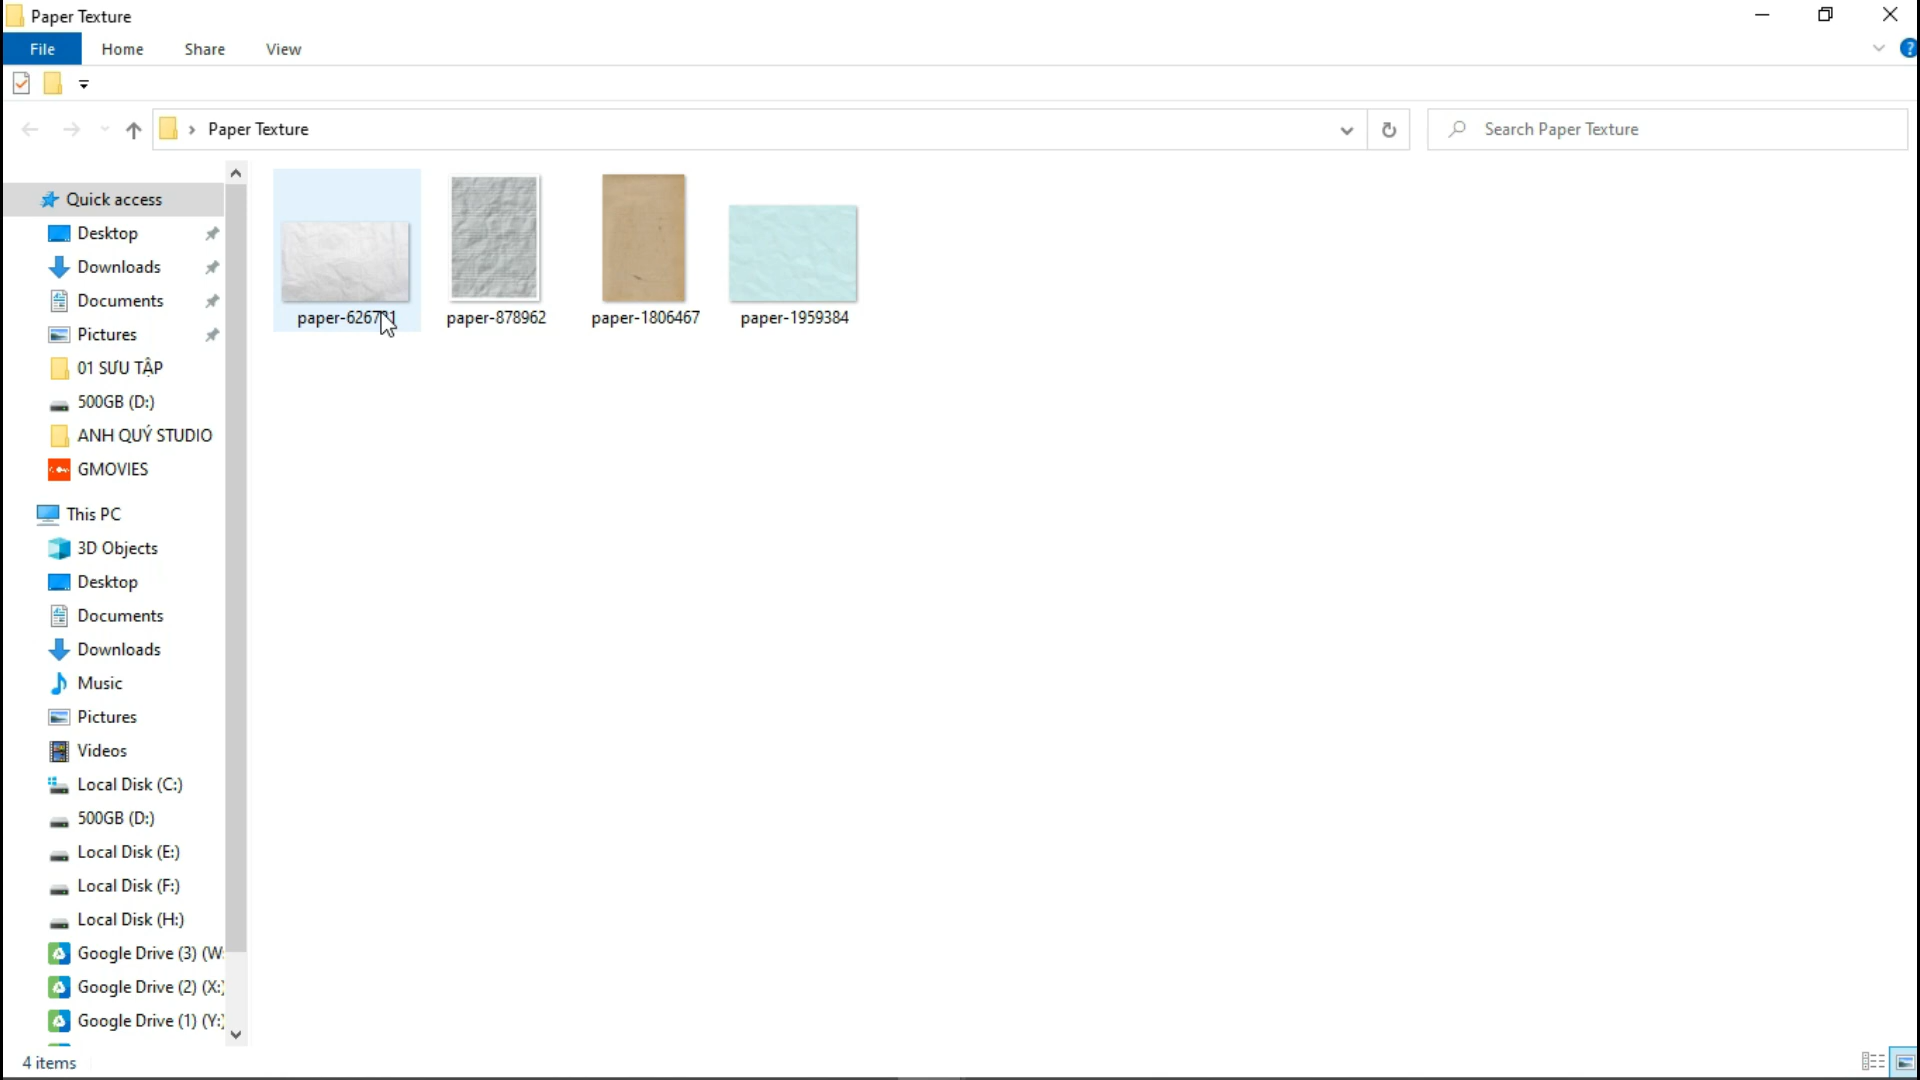 Paper Texture
File Home Share View
Paper Texture
Search Paper Texture
Quick access
Desktop
Downloads
Documents
Pictures
01 SƯU TẬP
500GB (D:)
ANH QUÝ STUDIO
GMOVIES
This PC
3D Objects
Desktop
Documents
Downloads
Music
Pictures
Videos
Local Disk (C:)
500GB (D:)
Local Disk (E:)
Local Disk (F:)
Local Disk (H:)
Google Drive (3) (W:
Google Drive (2) (X:)
Google Drive (1) (Y:)
paper-878962
paper-1806467
paper-1959384
4 items